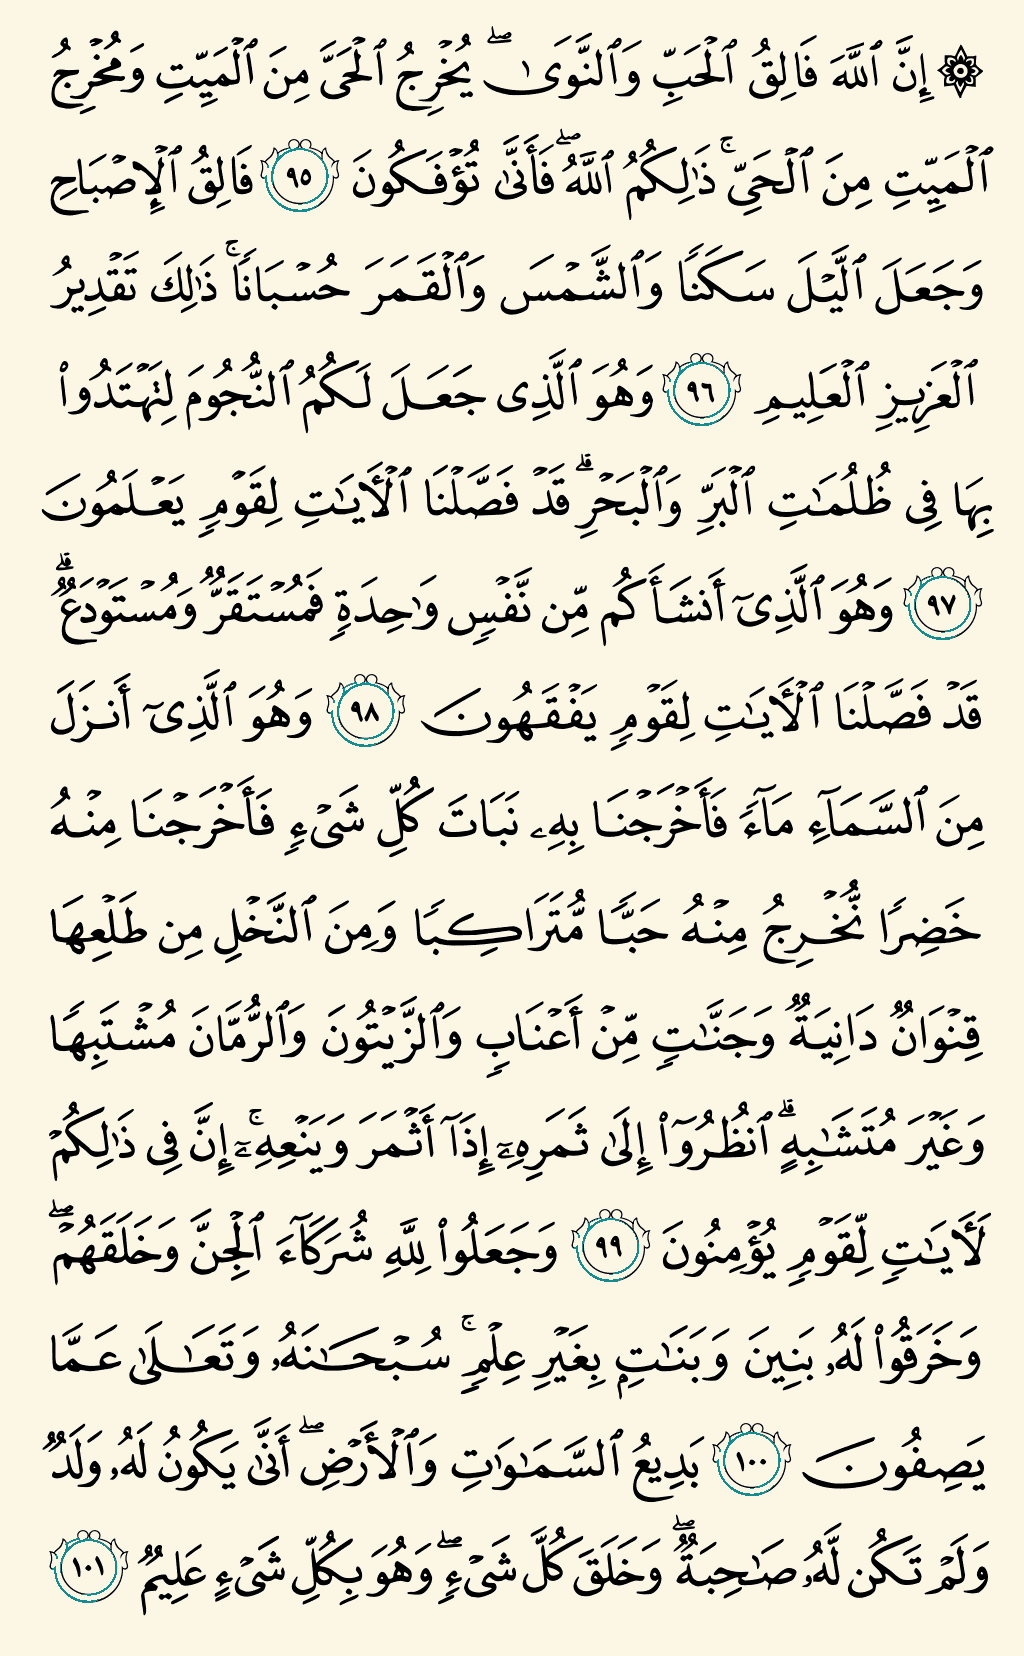 ۞ إِنَّ ٱللَّهَ فَالِقُ ٱلْحَبِّ وَٱلنَّوَىٰ ۖ يُخْرِجُ ٱلْحَىَّ مِنَ ٱلْمَيِّتِ وَمُخْرِجُ
ٱلْمَيِّتِ مِنَ ٱلْحَىِّ ۚ ذَٰلِكُمُ ٱللَّهُ ۖ فَأَنَّىٰ تُؤْفَكُونَ ٩٥ فَالِقُ ٱلْإِصْبَاحِ
وَجَعَلَ ٱلَّيْلَ سَكَنًا وَٱلشَّمْسَ وَٱلْقَمَرَ حُسْبَانًا ۚ ذَٰلِكَ تَقْدِيرُ
ٱلْعَزِيزِ ٱلْعَلِيمِ ٩٦ وَهُوَ ٱلَّذِى جَعَلَ لَكُمُ ٱلنُّجُومَ لِتَهْتَدُوا۟
بِهَا فِى ظُلُمَـٰتِ ٱلْبَرِّ وَٱلْبَحْرِ ۗ قَدْ فَصَّلْنَا ٱلْـَٔايَـٰتِ لِقَوْمٍ يَعْلَمُونَ
٩٧ وَهُوَ ٱلَّذِىٓ أَنشَأَكُم مِّن نَّفْسٍ وَٰحِدَةٍ فَمُسْتَقَرٌّ وَمُسْتَوْدَعٌ ۗ
قَدْ فَصَّلْنَا ٱلْـَٔايَـٰتِ لِقَوْمٍ يَفْقَهُونَ ٩٨ وَهُوَ ٱلَّذِىٓ أَنزَلَ
مِنَ ٱلسَّمَآءِ مَآءً فَأَخْرَجْنَا بِهِۦ نَبَاتَ كُلِّ شَىْءٍ فَأَخْرَجْنَا مِنْهُ
خَضِرًا نُّخْرِجُ مِنْهُ حَبًّا مُّتَرَاكِبًا وَمِنَ ٱلنَّخْلِ مِن طَلْعِهَا
قِنْوَانٌ دَانِيَةٌ وَجَنَّـٰتٍ مِّنْ أَعْنَابٍ وَٱلزَّيْتُونَ وَٱلرُّمَّانَ مُشْتَبِهًا
وَغَيْرَ مُتَشَـٰبِهٍ ۗ ٱنظُرُوٓا۟ إِلَىٰ ثَمَرِهِۦٓ إِذَآ أَثْمَرَ وَيَنْعِهِۦٓ ۚ إِنَّ فِى ذَٰلِكُمْ
لَـَٔايَـٰتٍ لِّقَوْمٍ يُؤْمِنُونَ ٩٩ وَجَعَلُوا۟ لِلَّهِ شُرَكَآءَ ٱلْجِنَّ وَخَلَقَهُمْ ۖ
وَخَرَقُوا۟ لَهُۥ بَنِينَ وَبَنَـٰتٍۭ بِغَيْرِ عِلْمٍ ۚ سُبْحَـٰنَهُۥ وَتَعَـٰلَىٰ عَمَّا
يَصِفُونَ ١٠٠ بَدِيعُ ٱلسَّمَـٰوَٰتِ وَٱلْأَرْضِ ۖ أَنَّىٰ يَكُونُ لَهُۥ وَلَدٌ
وَلَمْ تَكُن لَّهُۥ صَـٰحِبَةٌ ۖ وَخَلَقَ كُلَّ شَىْءٍ ۖ وَهُوَ بِكُلِّ شَىْءٍ عَلِيمٌ ١٠١